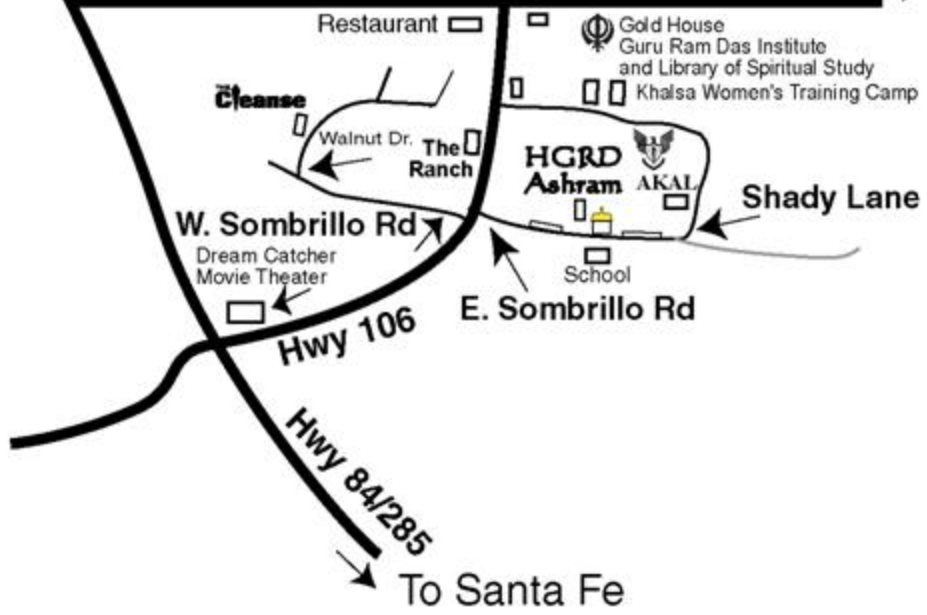 Restaurant
Gold House
Guru Ram Das Institute
and Library of Spiritual Study
Khalsa Women's Training Camp
THE
Cleanse
Walnut Dr.
The
Ranch
HGRD
Ashram
AKAL
Shady Lane
W. Sombrillo Rd
Dream Catcher
Movie Theater
School
E. Sombrillo Rd
Hwy 106
Hwy 84/285
To Santa Fe